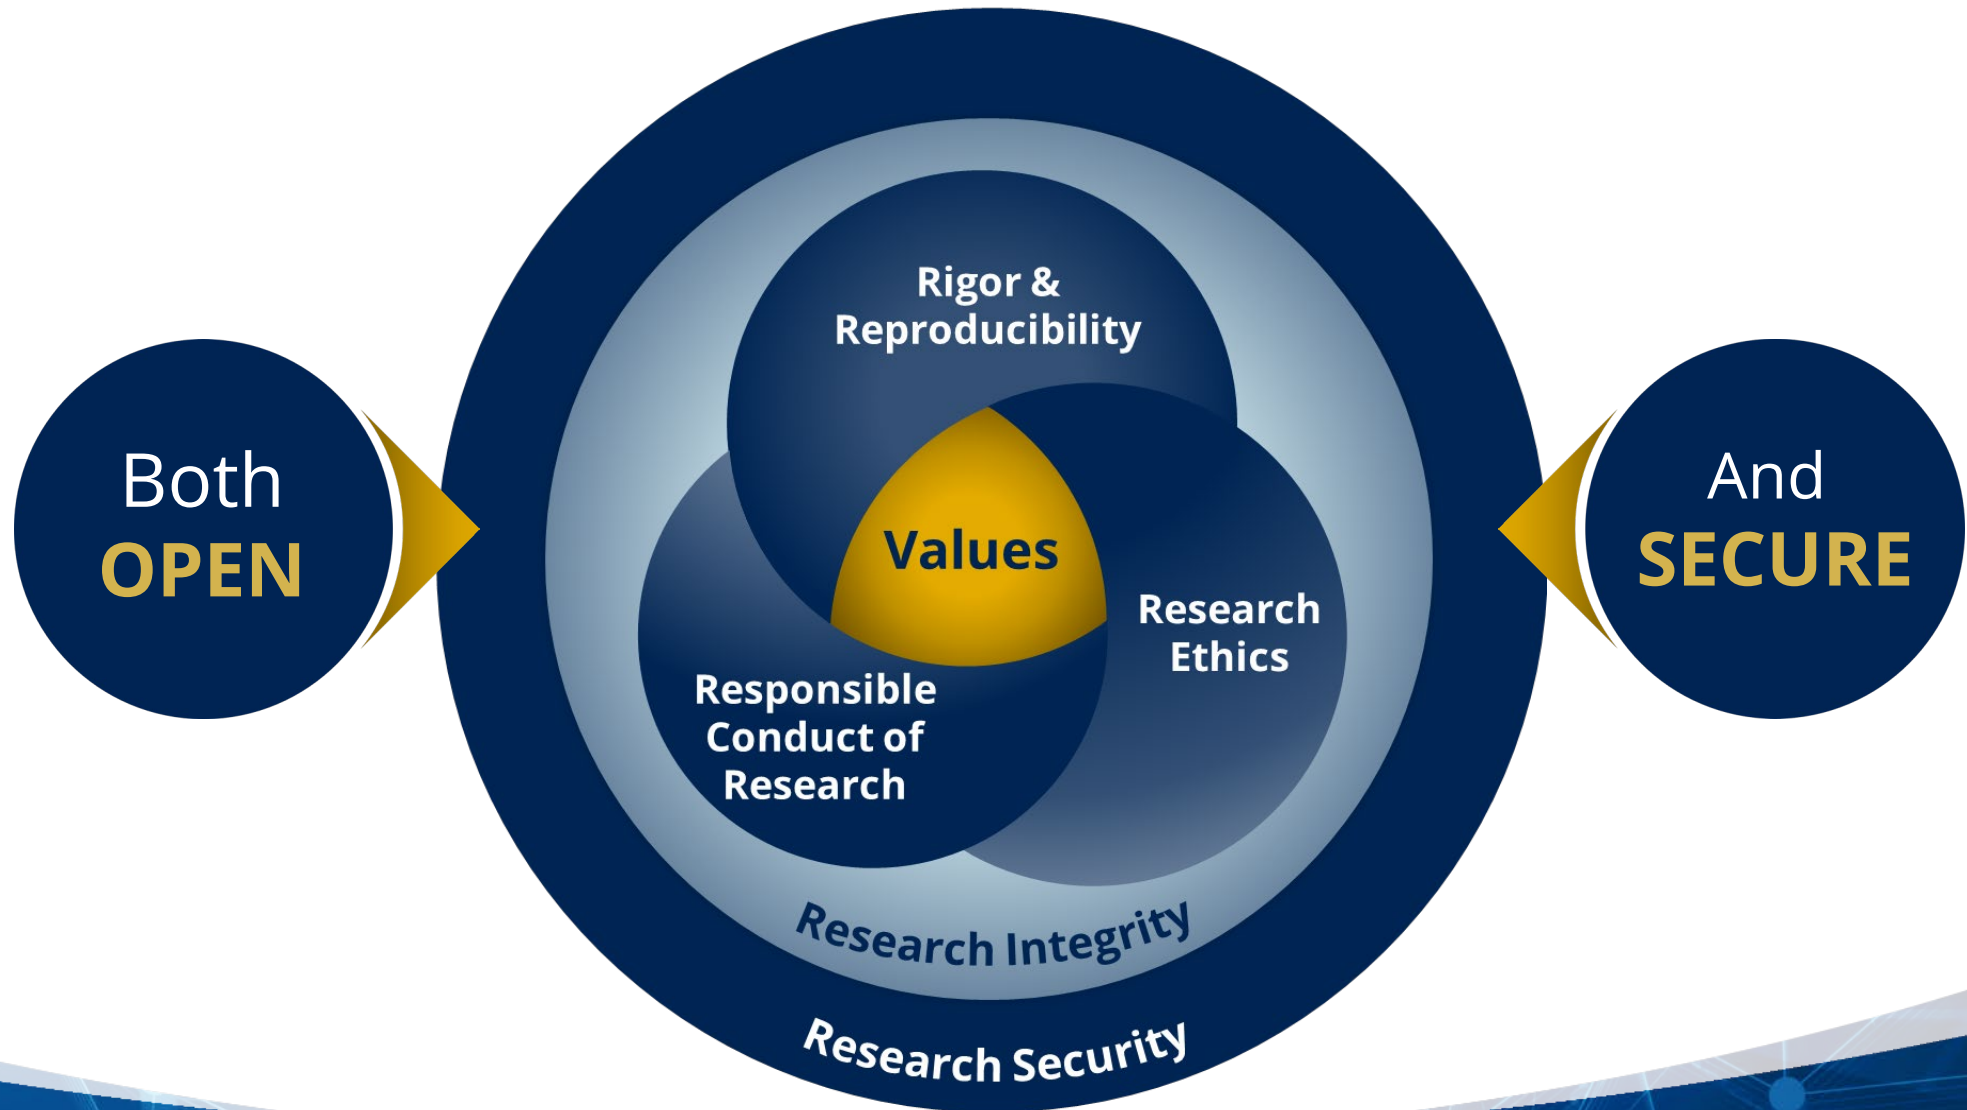 Both
OPEN
Rigor &
Reproducibility
Values
Research
Ethics
Responsible
Conduct of
Research
Research Integrity
Research Security
And
SECURE